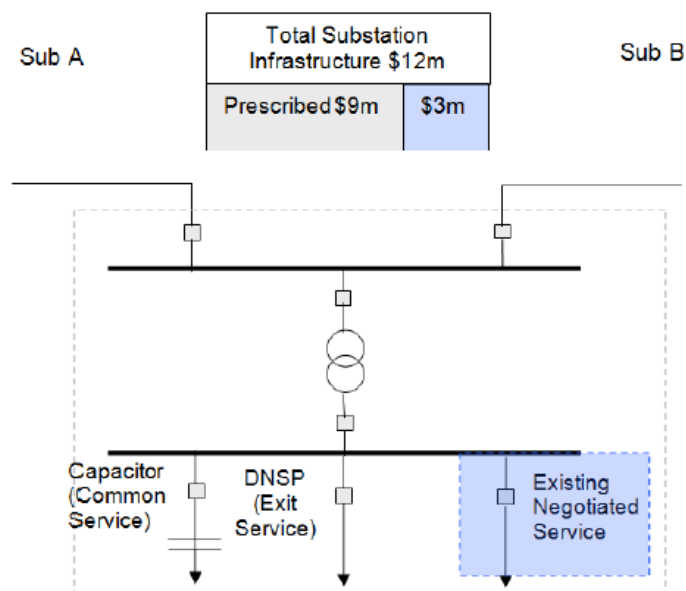 Sub A
Total Substation
Infrastructure $12m
Sub B
Prescribed $9m
$3m
Capacitor
(Common
Service)
DNSP
(Exit
Service)
Existing
Negotiated
Service